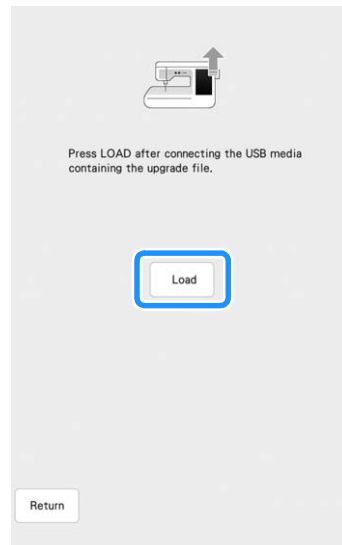 Press LOAD after connecting the USB media
containing the upgrade file.
Load
Return